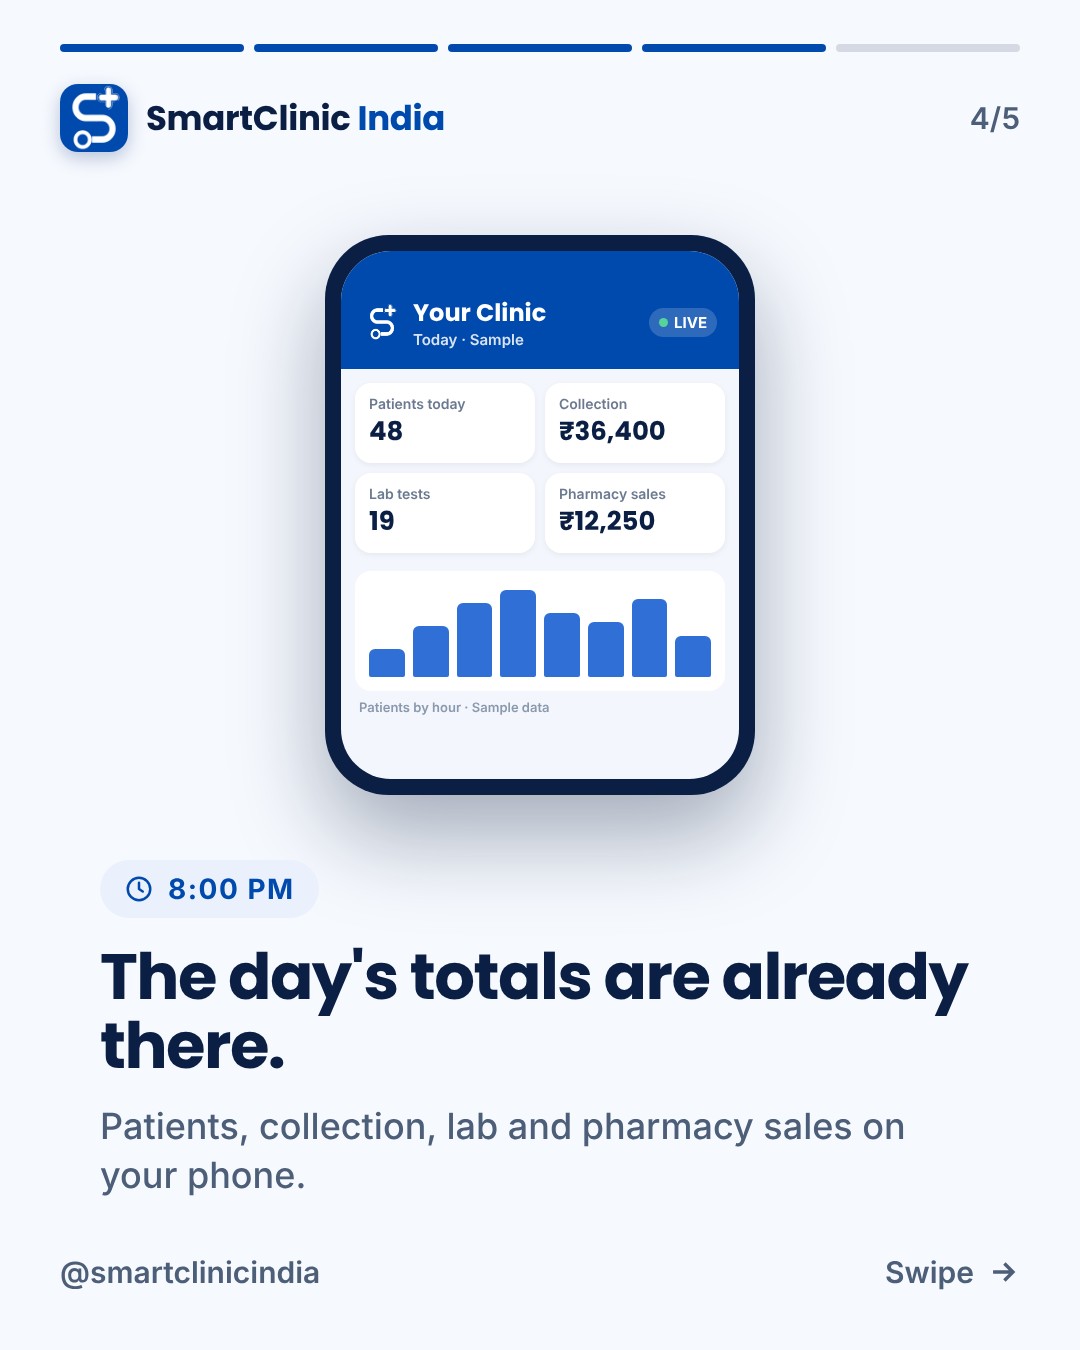 SmartClinic India
4/5
Your Clinic
Today · Sample
LIVE
Patients today
48
Collection
₹36,400
Lab tests
19
Pharmacy sales
₹12,250
Patients by hour · Sample data
8:00 PM
The day's totals are already
there.
Patients, collection, lab and pharmacy sales on
your phone.
@smartclinicindia
Swipe →